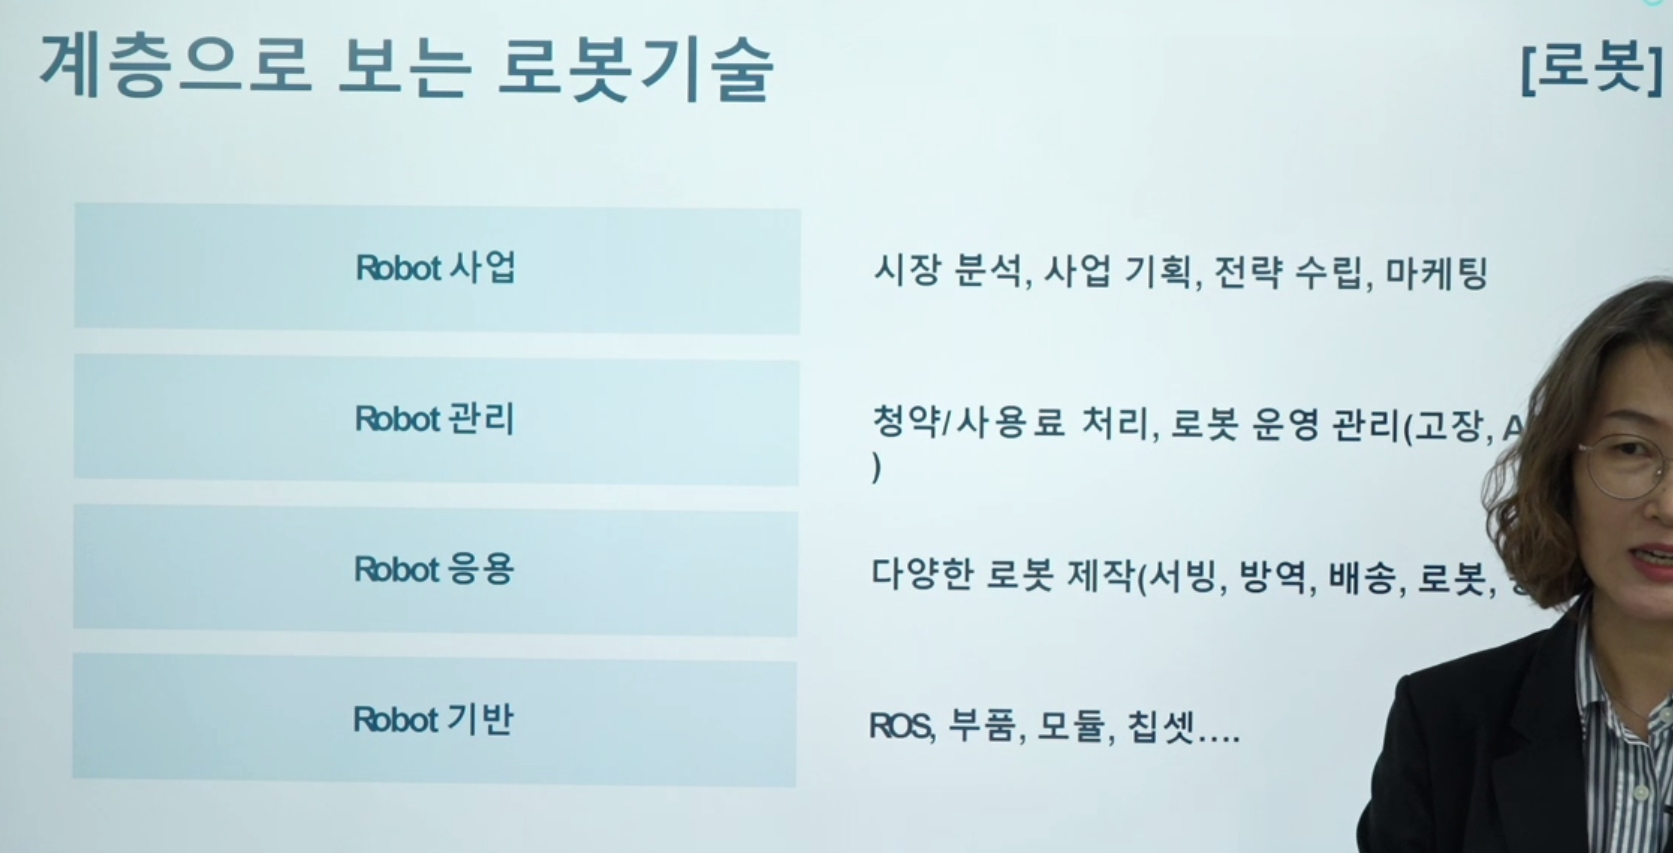 계층으로 보는 로봇기술
[로봇]
Robot 사업
시장 분석, 사업 기획, 전략 수립, 마케팅
Robot 관리
청약/사용료 처리, 로봇 운영 관리(고장,
)
Robot 응용
다양한 로봇 제작(서빙, 방역, 배송, 로봇,
Robot 기반
ROS, 부품, 모듈, 칩셋....